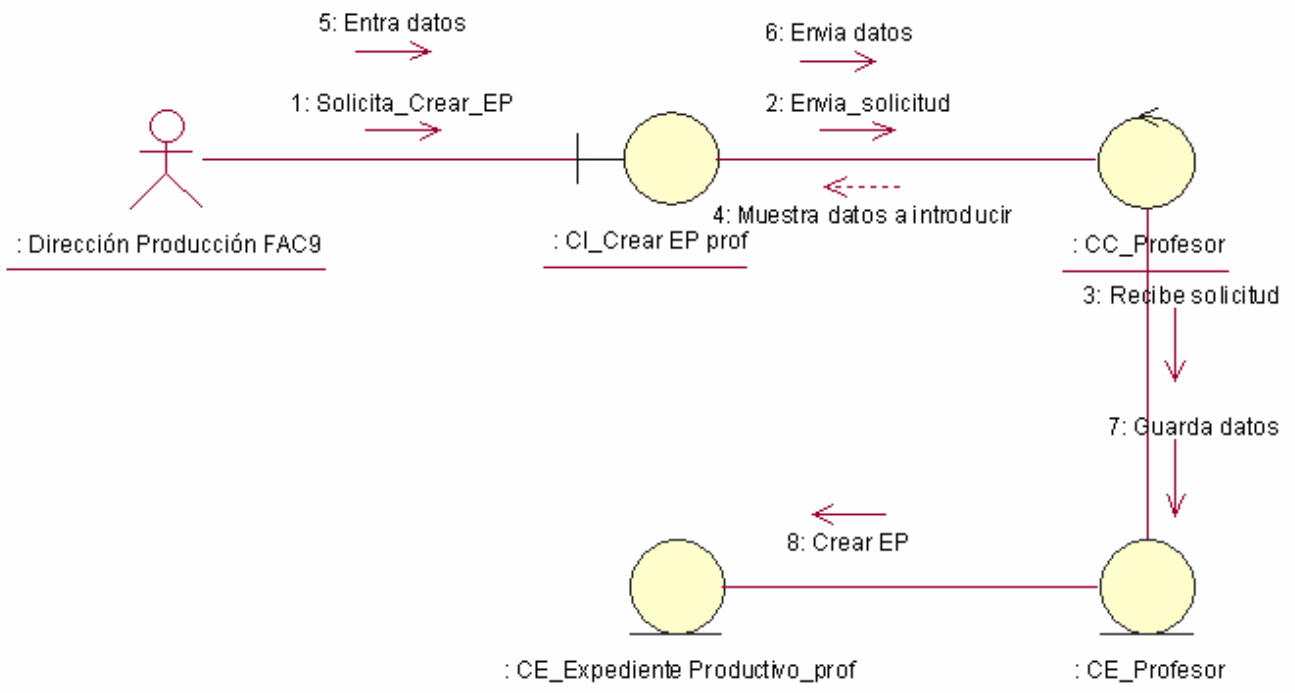 5: Entra datos
6: Envia datos
1: Solicita_Crear_EP
2: Envia_solicitud
4: Muestra datos a introducir
: Dirección Producción FAC9
: CI_Crear EP prof
: CC_Profesor
3: Recibe solicitud
7: Guarda datos
8: Crear EP
: CE_Expediente Productivo_prof
: CE_Profesor